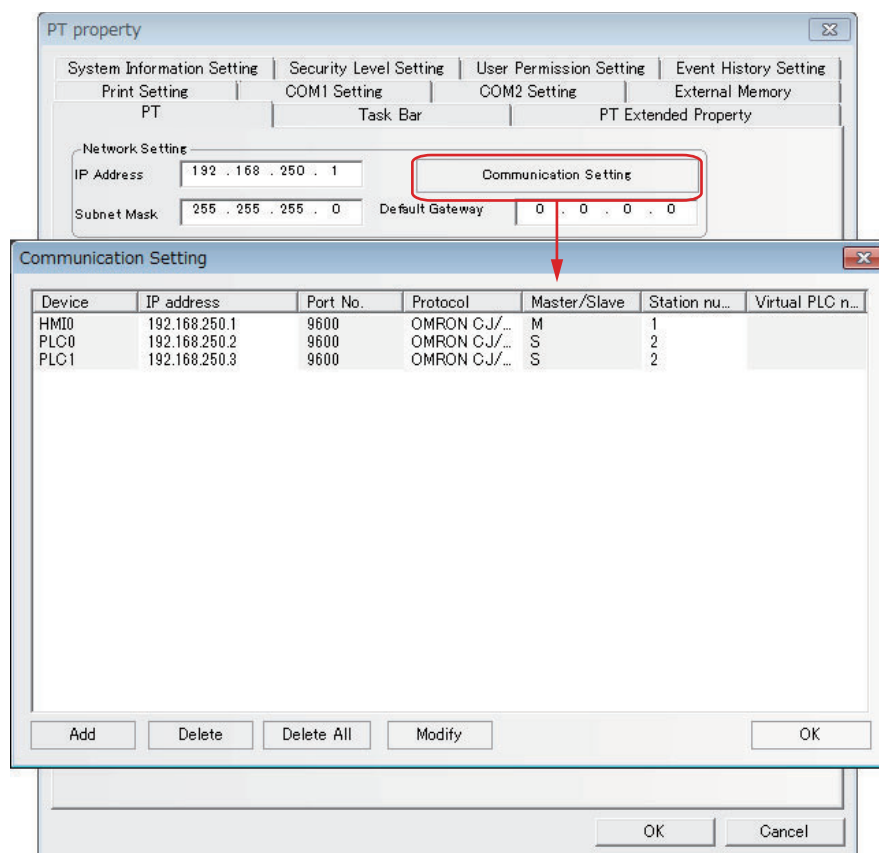 PT property
System Information Setting Security Level Setting User Permission Setting Event History Setting
Print Setting COM1 Setting COM2 Setting External Memory
PT Task Bar PT Extended Property
Network Setting
IP Address 192 . 168 . 250 . 1 Communication Setting
Subnet Mask 255 . 255 . 255 . 0 Default Gateway 0 . 0 . 0 . 0
Communication Setting
Device IP address Port No. Protocol Master/Slave Station nu... Virtual PLC n...
HMI0 192.168.250.1 9600 OMRON CJ/... M 1
PLC0 192.168.250.2 9600 OMRON CJ/... S 2
PLC1 192.168.250.3 9600 OMRON CJ/... S 2
Add Delete Delete All Modify OK
OK Cancel